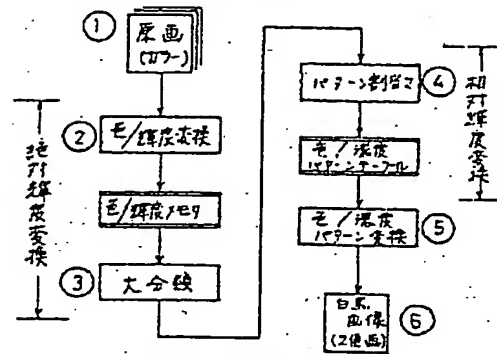 ①
原画
(カラー)
②
色/輝度変換
色/輝度メモリ
③
大分類
絶対輝度変換
④
パターン割当て
色/濃度
パターンテーブル
色/濃度
パターン変換
⑤
白黒
画像
(2値画)
⑥
相対輝度変換